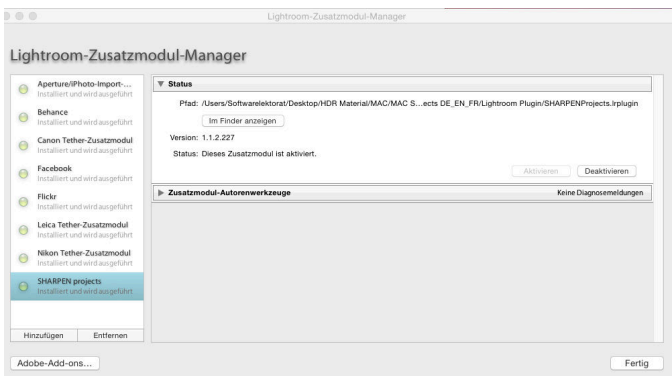 Lightroom-Zusatzmodul-Manager
Lightroom-Zusatzmodul-Manager
Aperture/iPhoto-Import-...
Installiert und wird ausgeführt
Behance
Installiert und wird ausgeführt
Canon Tether-Zusatzmodul
Installiert und wird ausgeführt
Facebook
Installiert und wird ausgeführt
Flickr
Installiert und wird ausgeführt
Leica Tether-Zusatzmodul
Installiert und wird ausgeführt
Nikon Tether-Zusatzmodul
Installiert und wird ausgeführt
SHARPEN projects
Installiert und wird ausgeführt
Hinzufügen Entfernen
Adobe-Add-ons...
Status
Pfad: /Users/Softwarelektorat/Desktop/HDR Material/MAC/MAC S...ects DE_EN_FR/Lightroom Plugin/SHARPENProjects.lrplugin
Im Finder anzeigen
Version: 1.1.2.227
Status: Dieses Zusatzmodul ist aktiviert.
Aktivieren Deaktivieren
Zusatzmodul-Autorenwerkzeuge Keine Diagnosemeldungen
Fertig